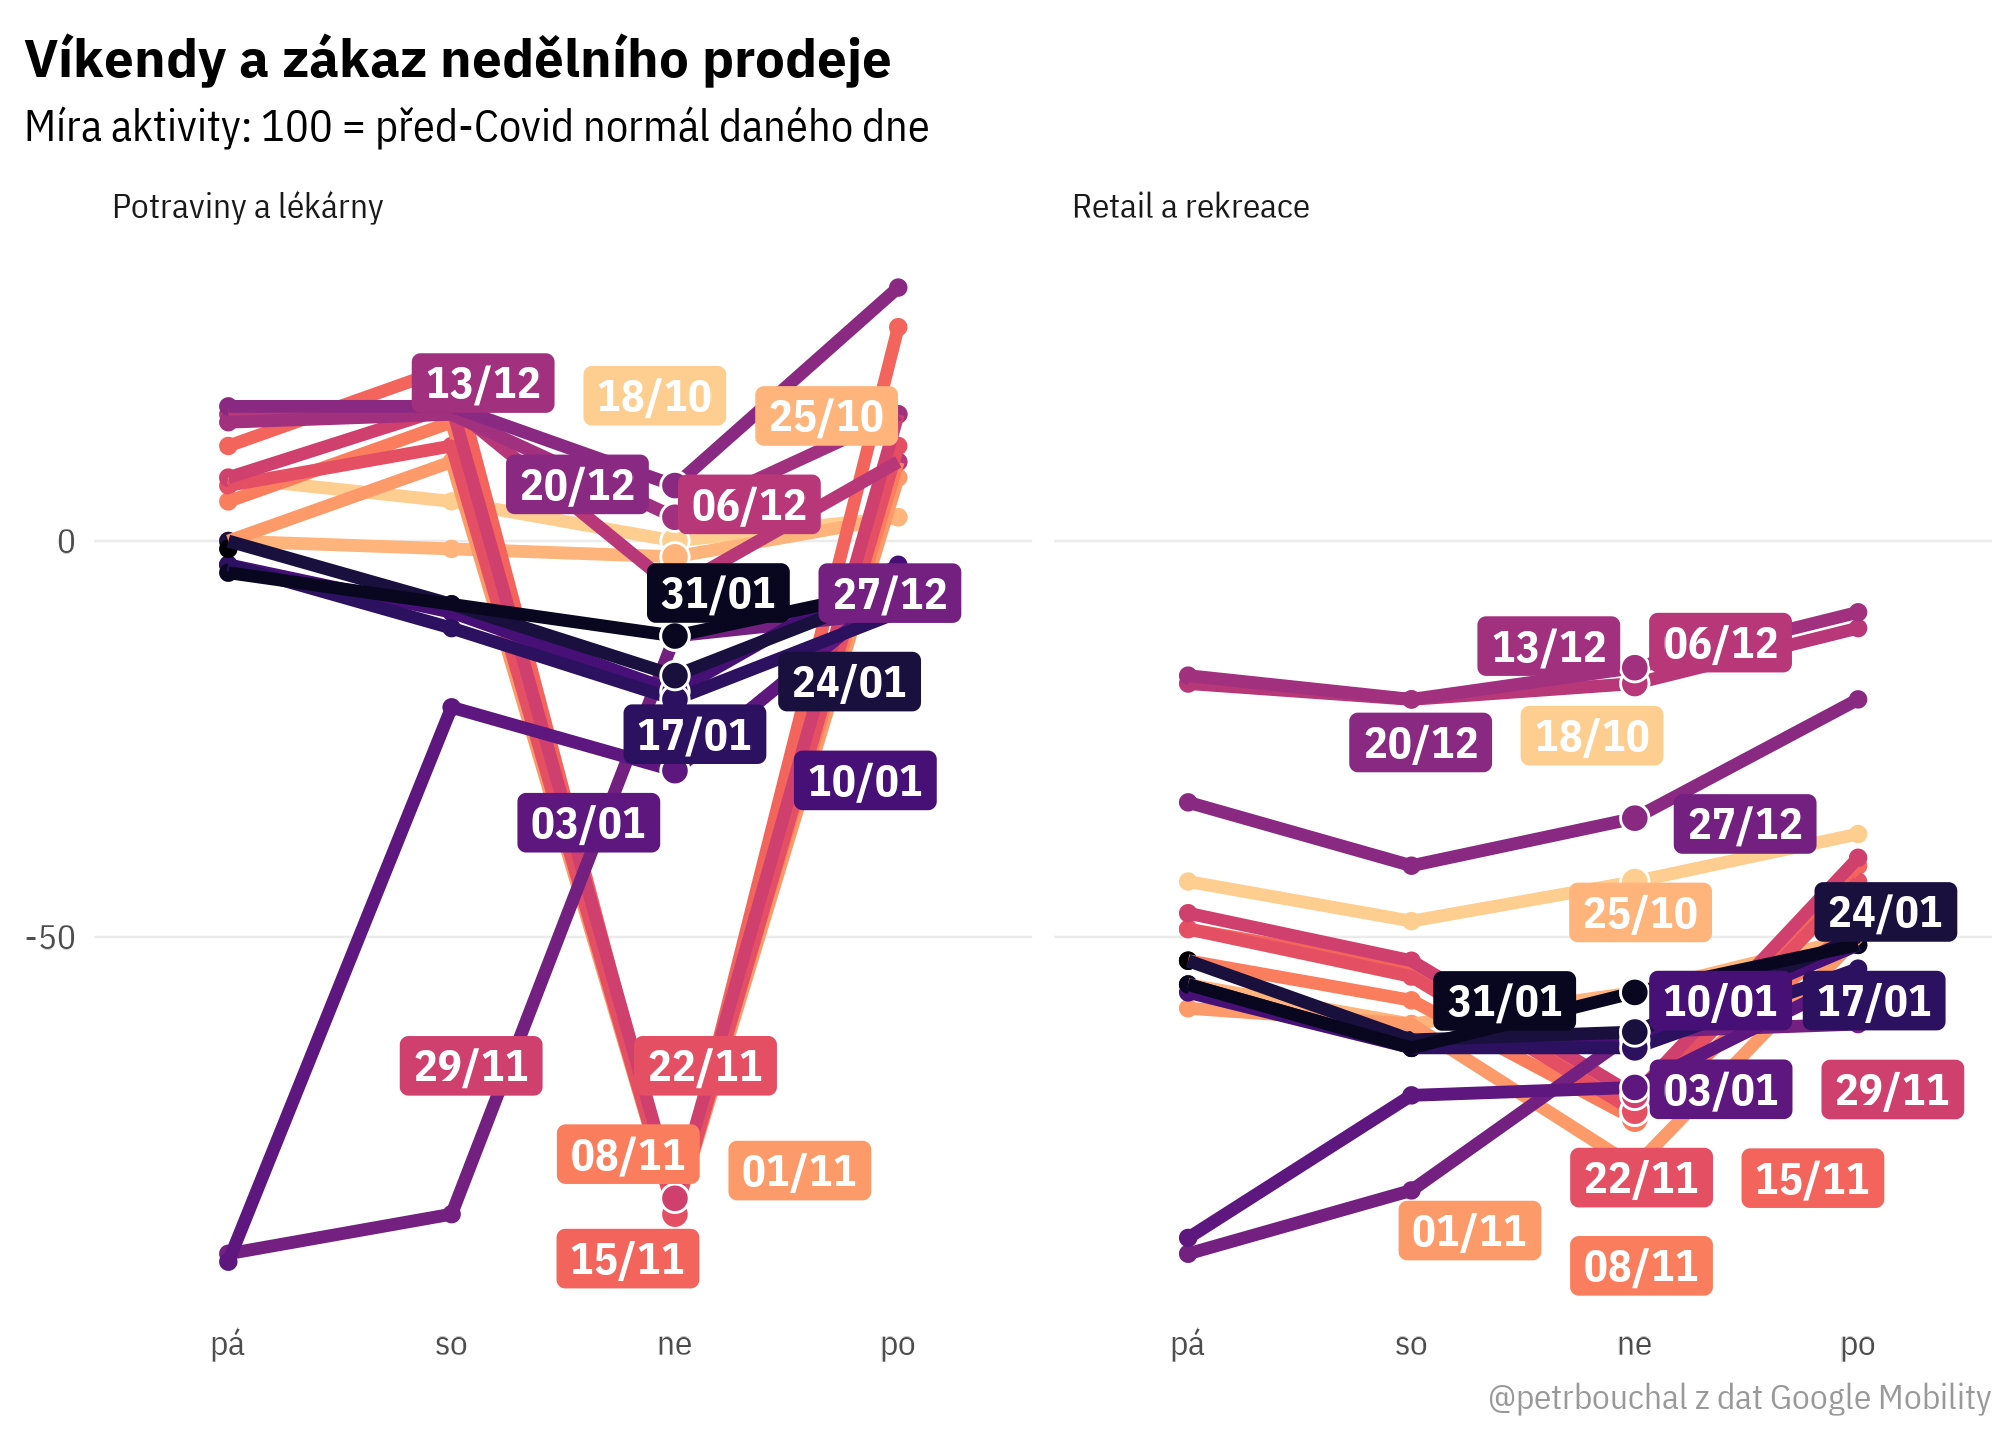 Víkendy a zákaz nedělního prodeje
Míra aktivity: 100 = před-Covid normál daného dne
Potraviny a lékárny
Retail a rekreace
13/12
18/10
25/10
20/12
06/12
0
31/01
27/12
24/01
17/01
10/01
03/01
-50
29/11
22/11
08/11
01/11
15/11
pá
so
ne
po
13/12
06/12
20/12
18/10
27/12
25/10
24/01
31/01
10/01
17/01
03/01
29/11
22/11
15/11
01/11
08/11
pá
so
ne
po
@petrbouchal z dat Google Mobility